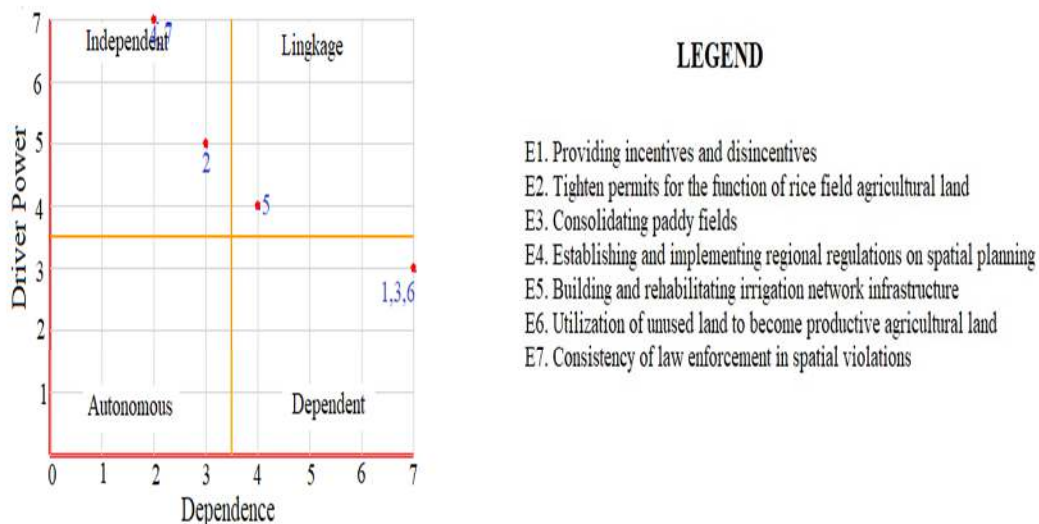 7
4,7
Independent
Lingkage
6
5
2
4
5
3
1,3,6
2
1
Autonomous
Dependent
0 1 2 3 4 5 6 7
Driver Power
Dependence
LEGEND
E1. Providing incentives and disincentives
E2. Tighten permits for the function of rice field agricultural land
E3. Consolidating paddy fields
E4. Establishing and implementing regional regulations on spatial planning
E5. Building and rehabilitating irrigation network infrastructure
E6. Utilization of unused land to become productive agricultural land
E7. Consistency of law enforcement in spatial violations